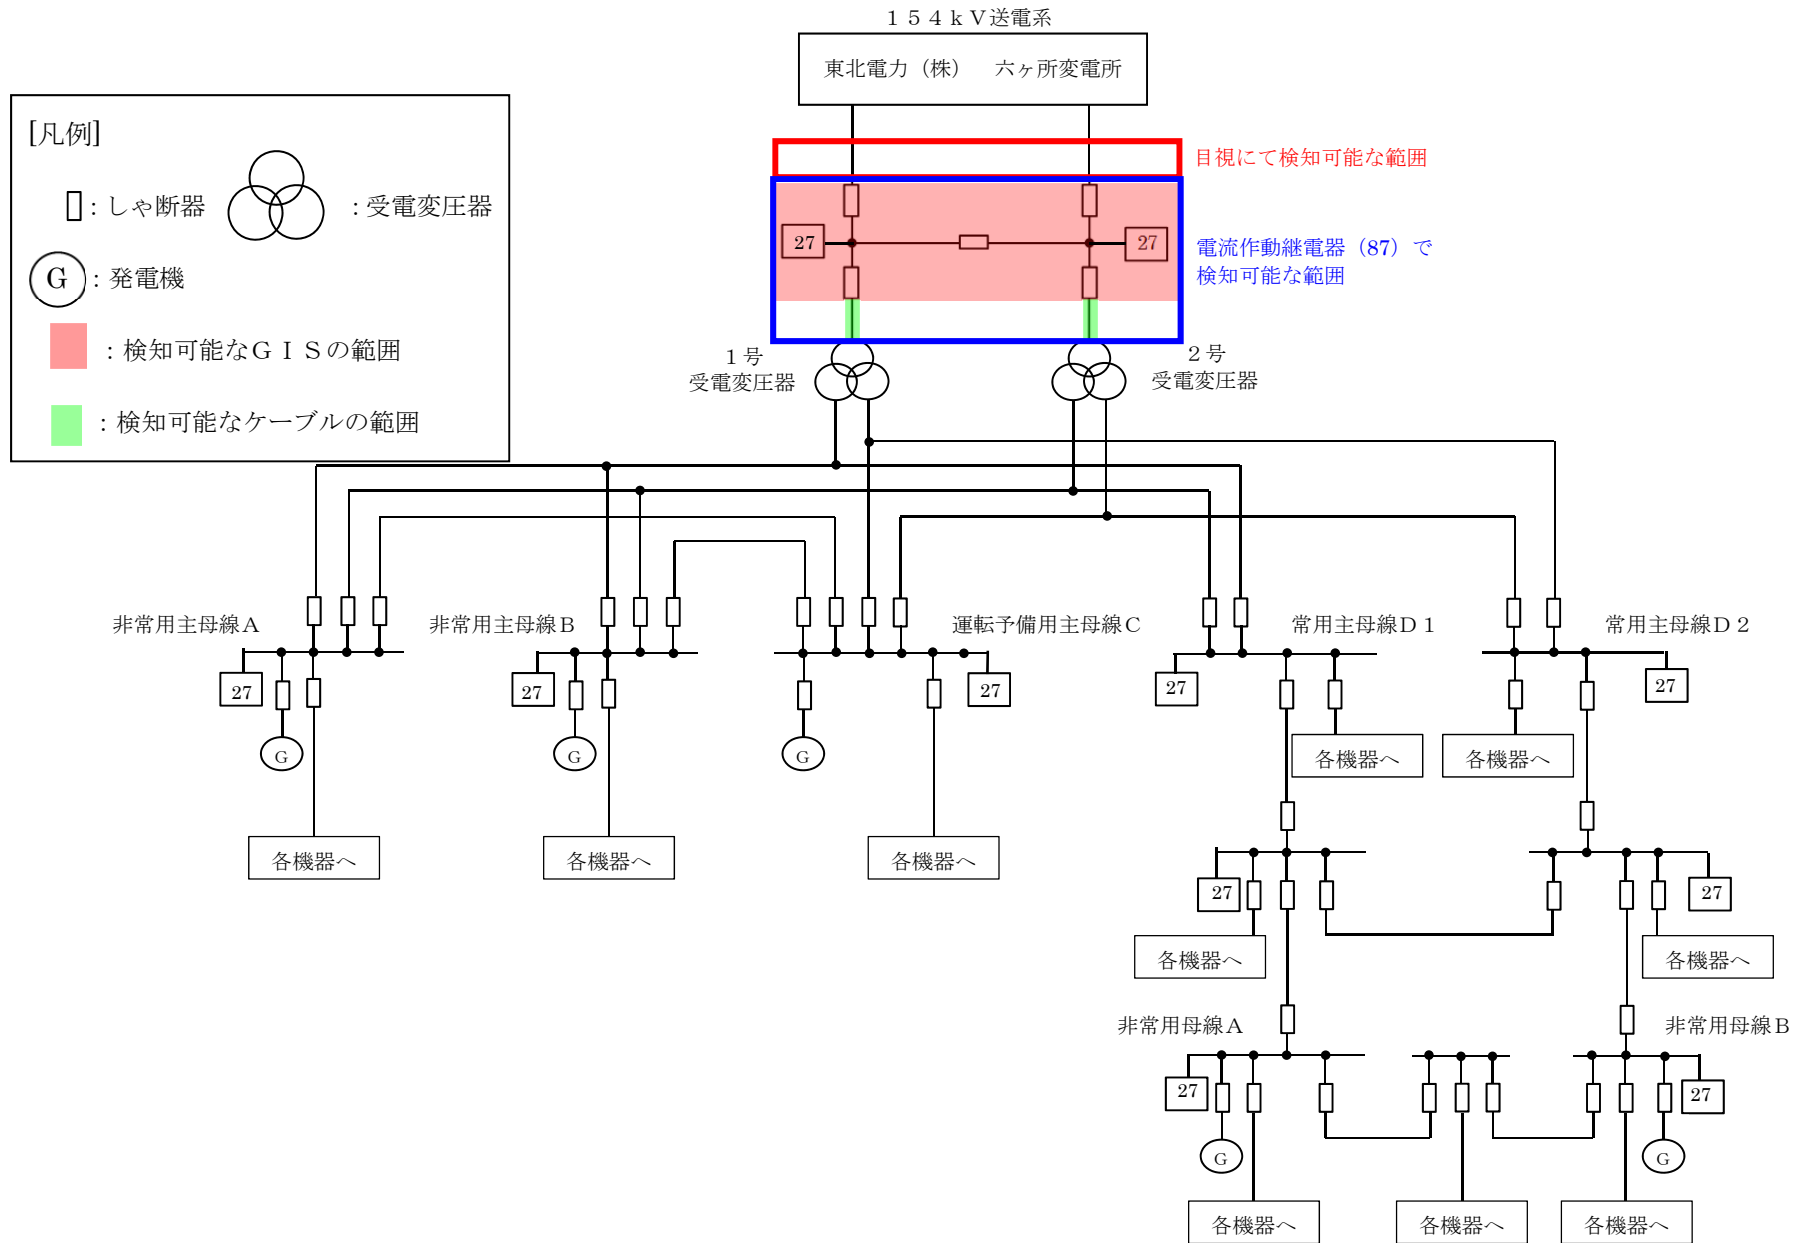 １５４ｋＶ送電系
東北電力（株）　六ヶ所変電所
[凡例]
：しゃ断器
：受電変圧器
G
：発電機
：検知可能なＧＩＳの範囲
：検知可能なケーブルの範囲
目視にて検知可能な範囲
27
27
電流作動継電器（87）で
検知可能な範囲
１号
受電変圧器
２号
受電変圧器
非常用主母線Ａ
非常用主母線Ｂ
運転予備用主母線Ｃ
常用主母線Ｄ１
常用主母線Ｄ２
27
27
27
27
27
G
G
G
各機器へ
各機器へ
各機器へ
各機器へ
各機器へ
27
27
各機器へ
各機器へ
非常用母線Ａ
非常用母線Ｂ
27
27
G
G
各機器へ
各機器へ
各機器へ